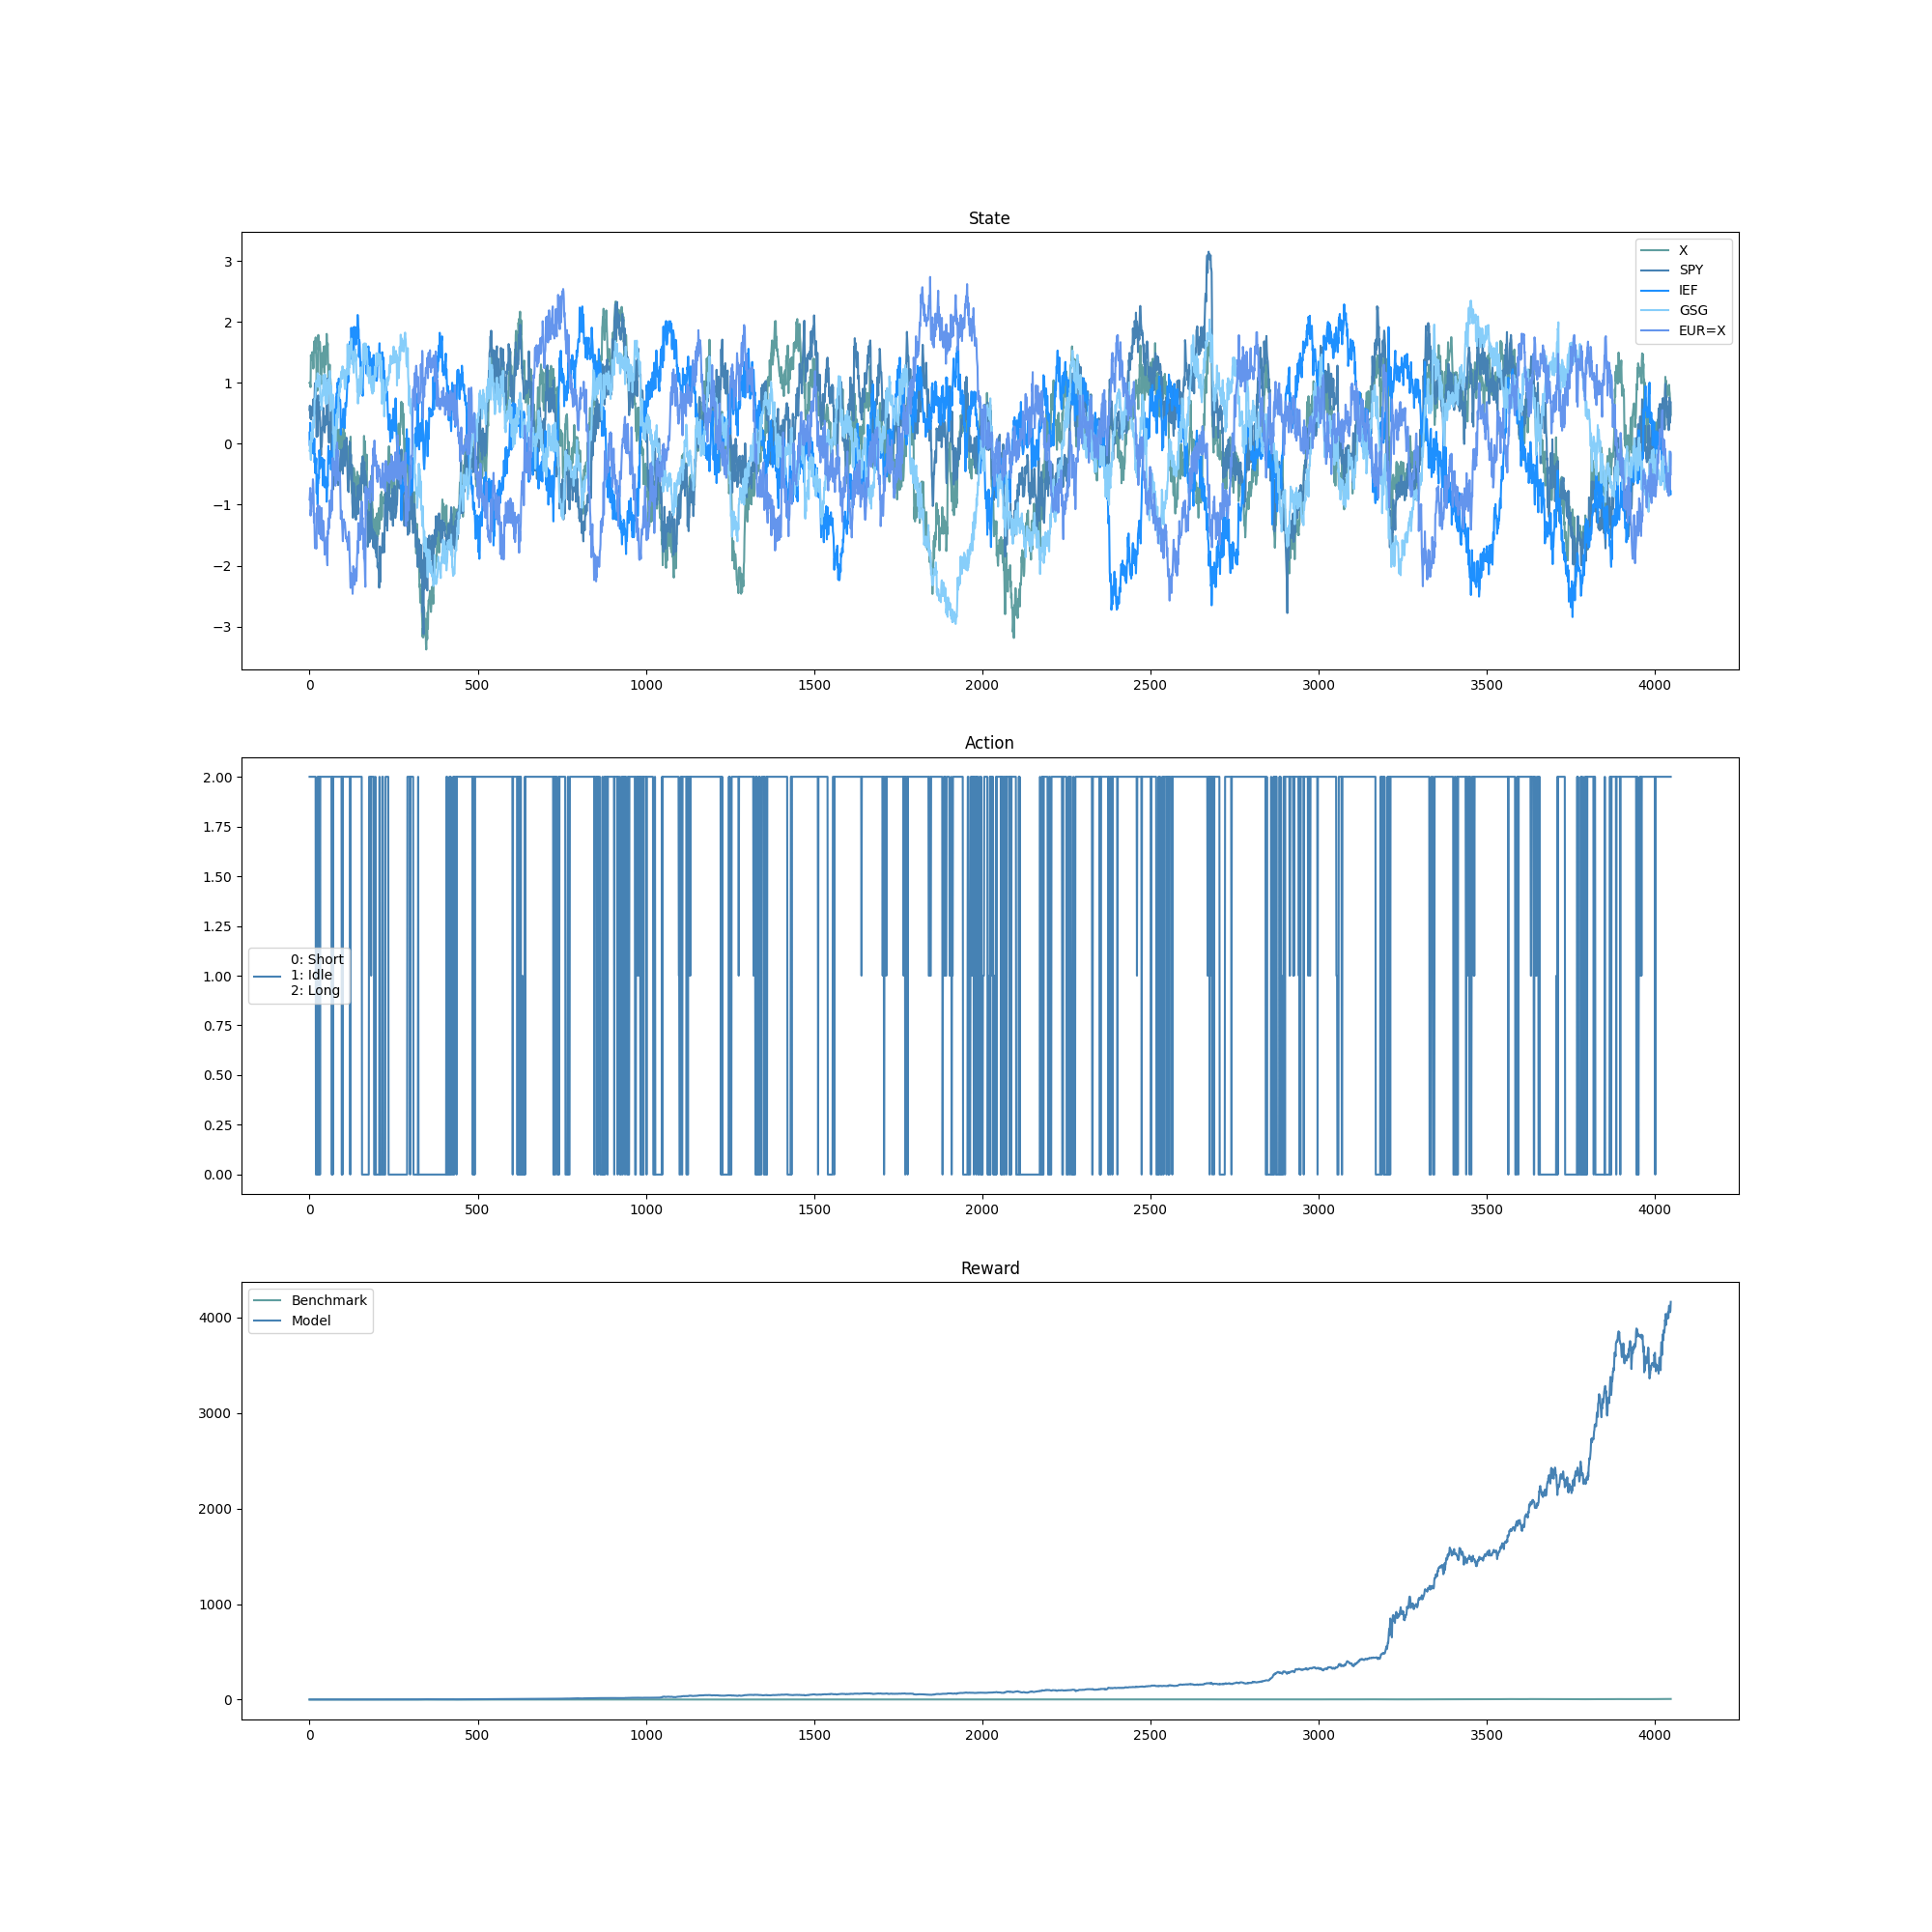 State
3
2
1
0
−1
−2
−3
X
SPY
IEF
GSG
EUR=X
0 500 1000 1500 2000 2500 3000 3500 4000
Action
2.00
1.75
1.50
1.25
1.00
0.75
0.50
0.25
0.00
0: Short
1: Idle
2: Long
0 500 1000 1500 2000 2500 3000 3500 4000
Reward
Benchmark
Model
4000
3000
2000
1000
0
0 500 1000 1500 2000 2500 3000 3500 4000